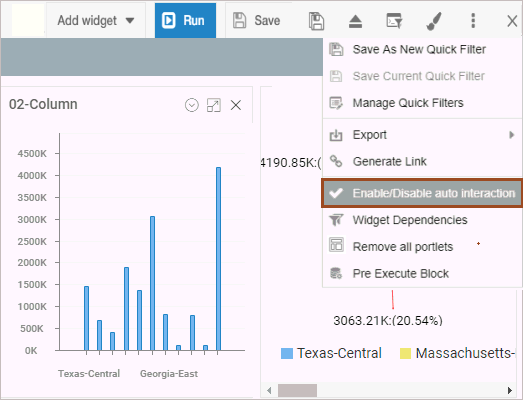 Add widget Run Save
Save As New Quick Filter
Save Current Quick Filter
Manage Quick Filters
Export
Generate Link
Enable/Disable auto interaction
Widget Dependencies
Remove all portlets
Pre Execute Block
02-Column
4500K
4000K
3500K
3000K
2500K
2000K
1500K
1000K
500K
0K
Texas-Central Georgia-East
4190.85K:(
3063.21K:(20.54%)
Texas-Central Massachusetts-